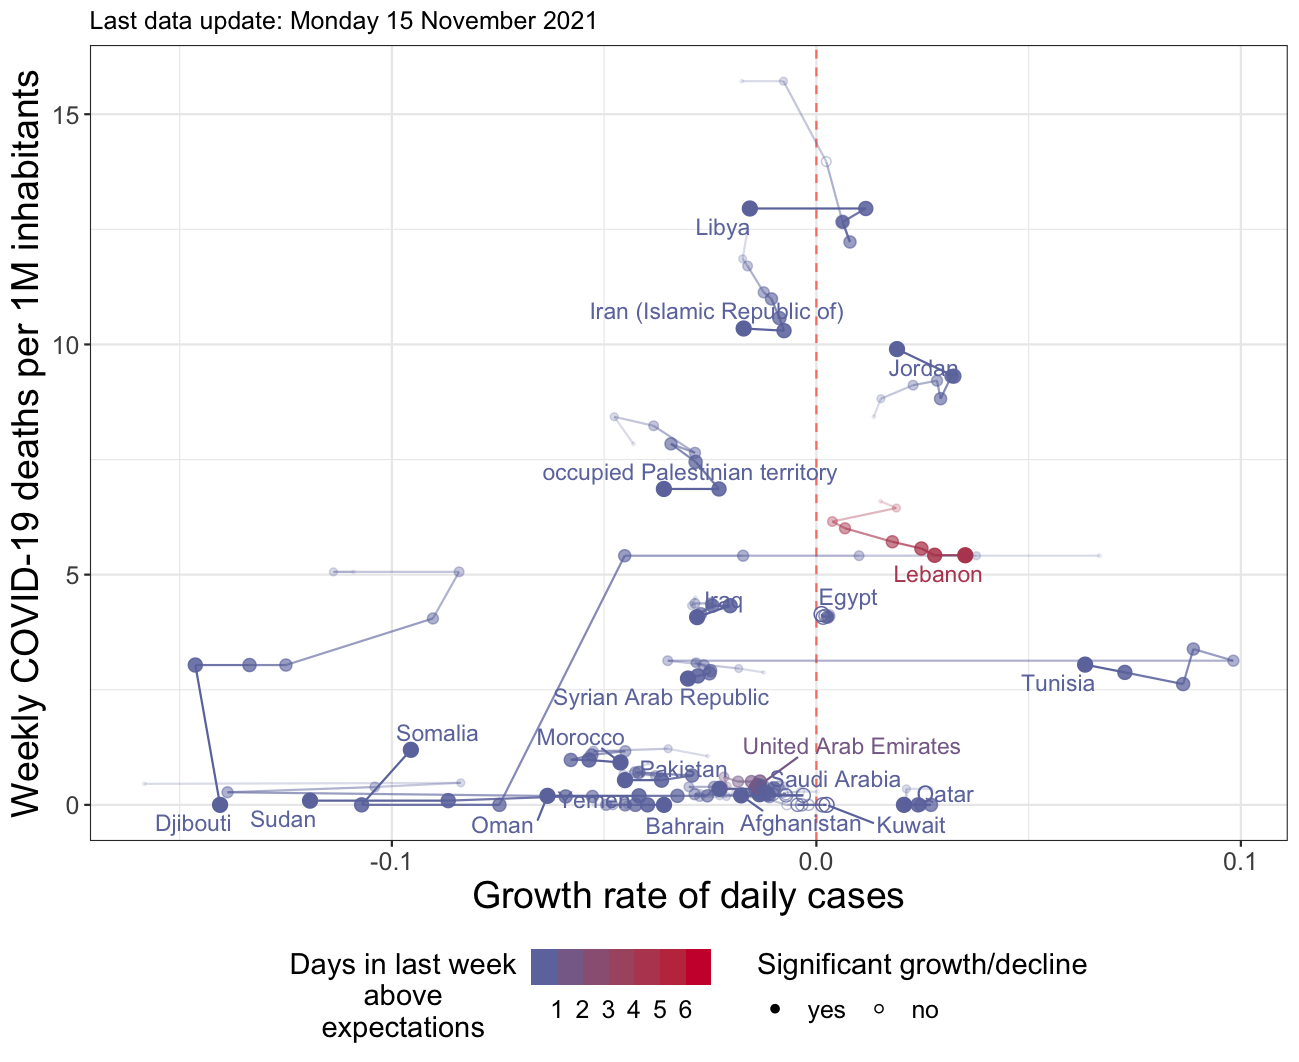 Last data update: Monday 15 November 2021
Weekly COVID-19 deaths per 1M inhabitants
15
10
5
0
Libya
Iran (Islamic Republic of)
Jordan
occupied Palestinian territory
Lebanon
Iraq
Egypt
Syrian Arab Republic
Tunisia
Somalia
Morocco
United Arab Emirates
Pakistan
Saudi Arabia
Yemen
Qatar
Djibouti
Sudan
Oman
Bahrain
Afghanistan
Kuwait
-0.1
0.0
0.1
Growth rate of daily cases
Days in last week
above
expectations
1 2 3 4 5 6
Significant growth/decline
yes
no